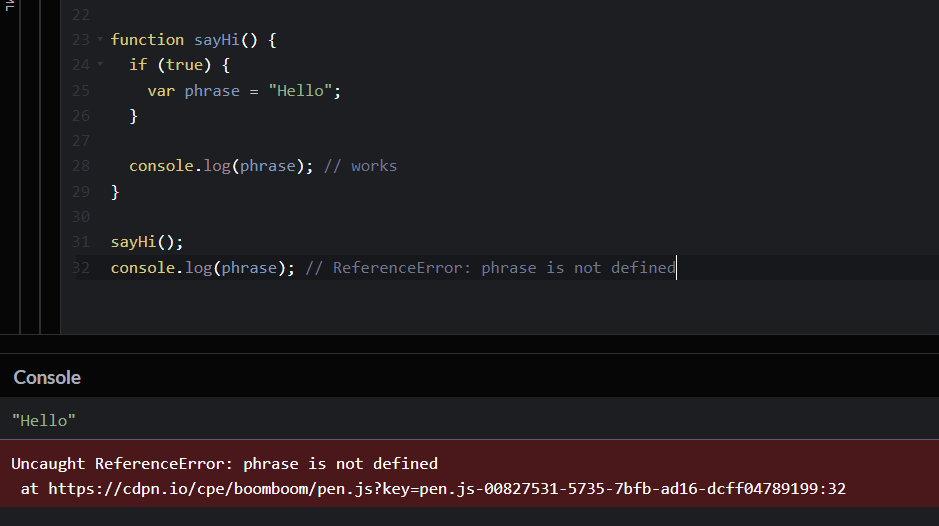 ML
22
23 function sayHi() {
24 if (true) {
25 var phrase = "Hello";
26 }
27
28 console.log(phrase); // works
29 }
30
31 sayHi();
32 console.log(phrase); // ReferenceError: phrase is not defined
Console
"Hello"
Uncaught ReferenceError: phrase is not defined
at https://cdpn.io/cpe/boomboom/pen.js?key=pen.js-00827531-5735-7bfb-ad16-dcff04789199:32